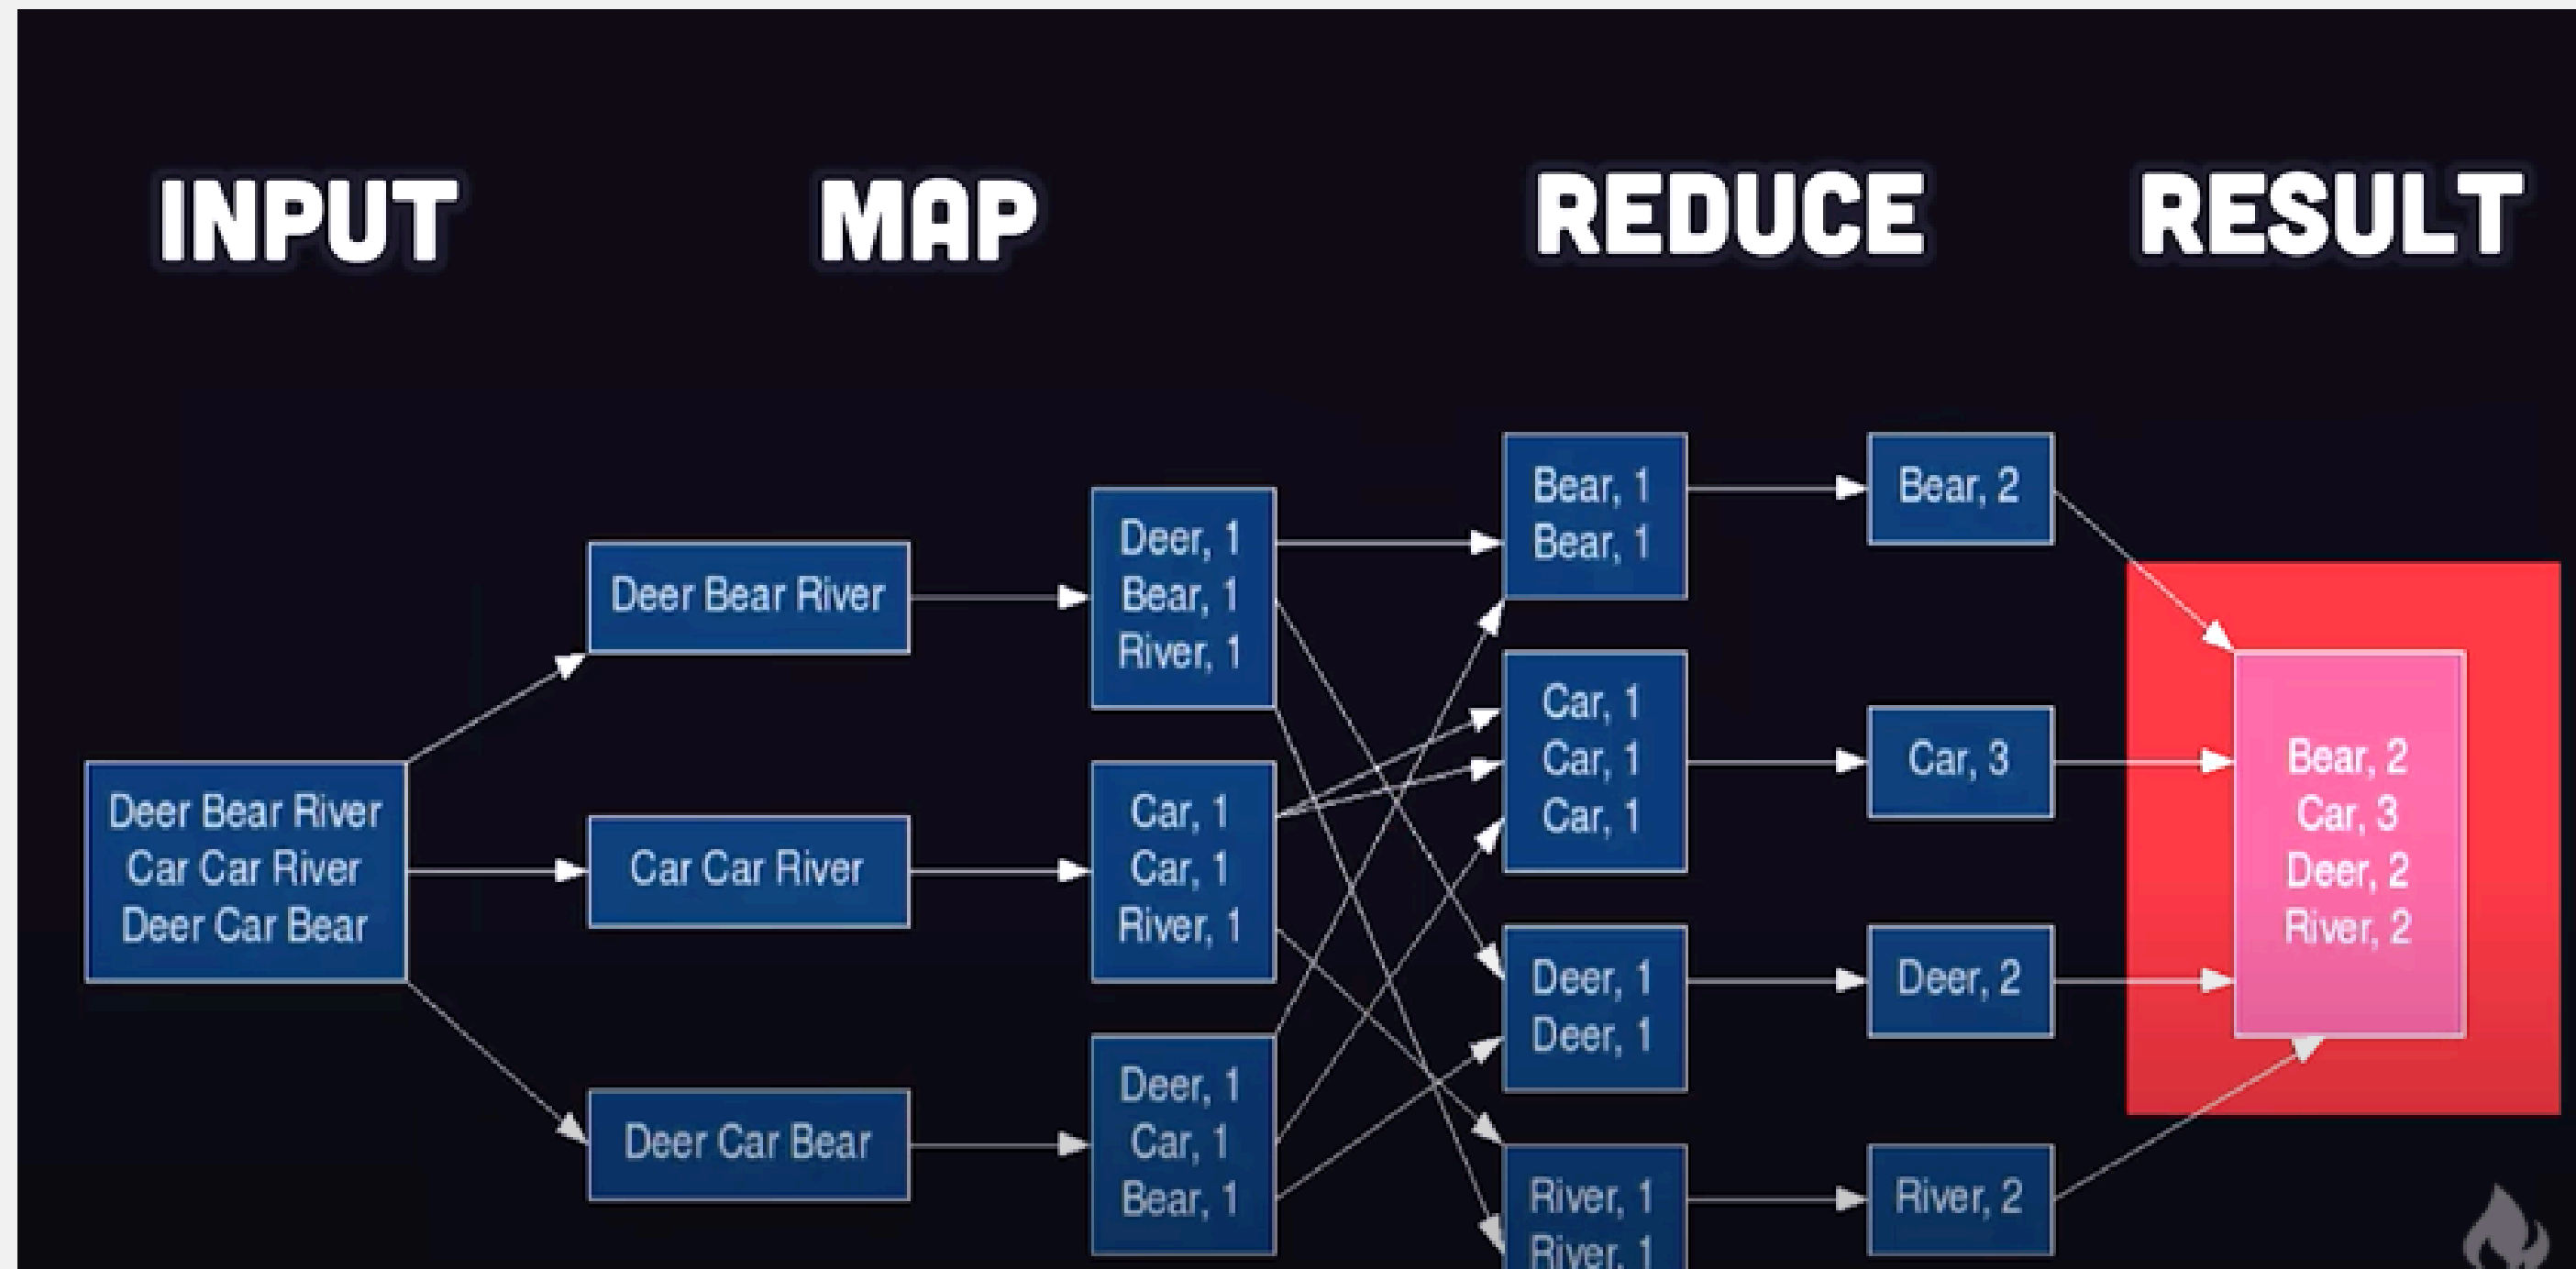 INPUT
MAP
REDUCE
RESULT
Deer Bear River
Car Car River
Deer Car Bear
Deer Bear River
Car Car River
Deer Car Bear
Deer, 1
Bear, 1
River, 1
Car, 1
Car, 1
River, 1
Deer, 1
Car, 1
Bear, 1
Bear, 1
Bear, 1
Car, 1
Car, 1
Car, 1
Deer, 1
Deer, 1
River, 1
River, 1
Bear, 2
Car, 3
Deer, 2
River, 2
Bear, 2
Car, 3
Deer, 2
River, 2